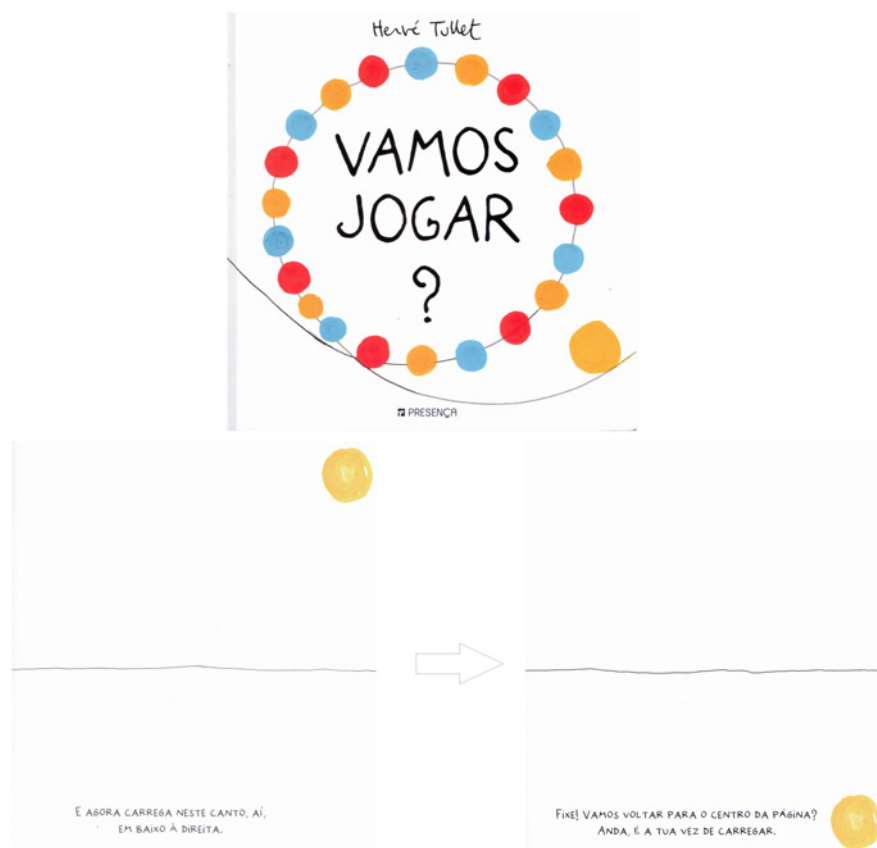 Hervé Tullet
VAMOS
JOGAR
?
PRESENÇA
E AGORA CARREGA NESTE CANTO, AÍ,
EM BAIXO À DIREITA.
FIXE! VAMOS VOLTAR PARA O CENTRO DA PÁGINA?
ANDA, É A TUA VEZ DE CARREGAR.